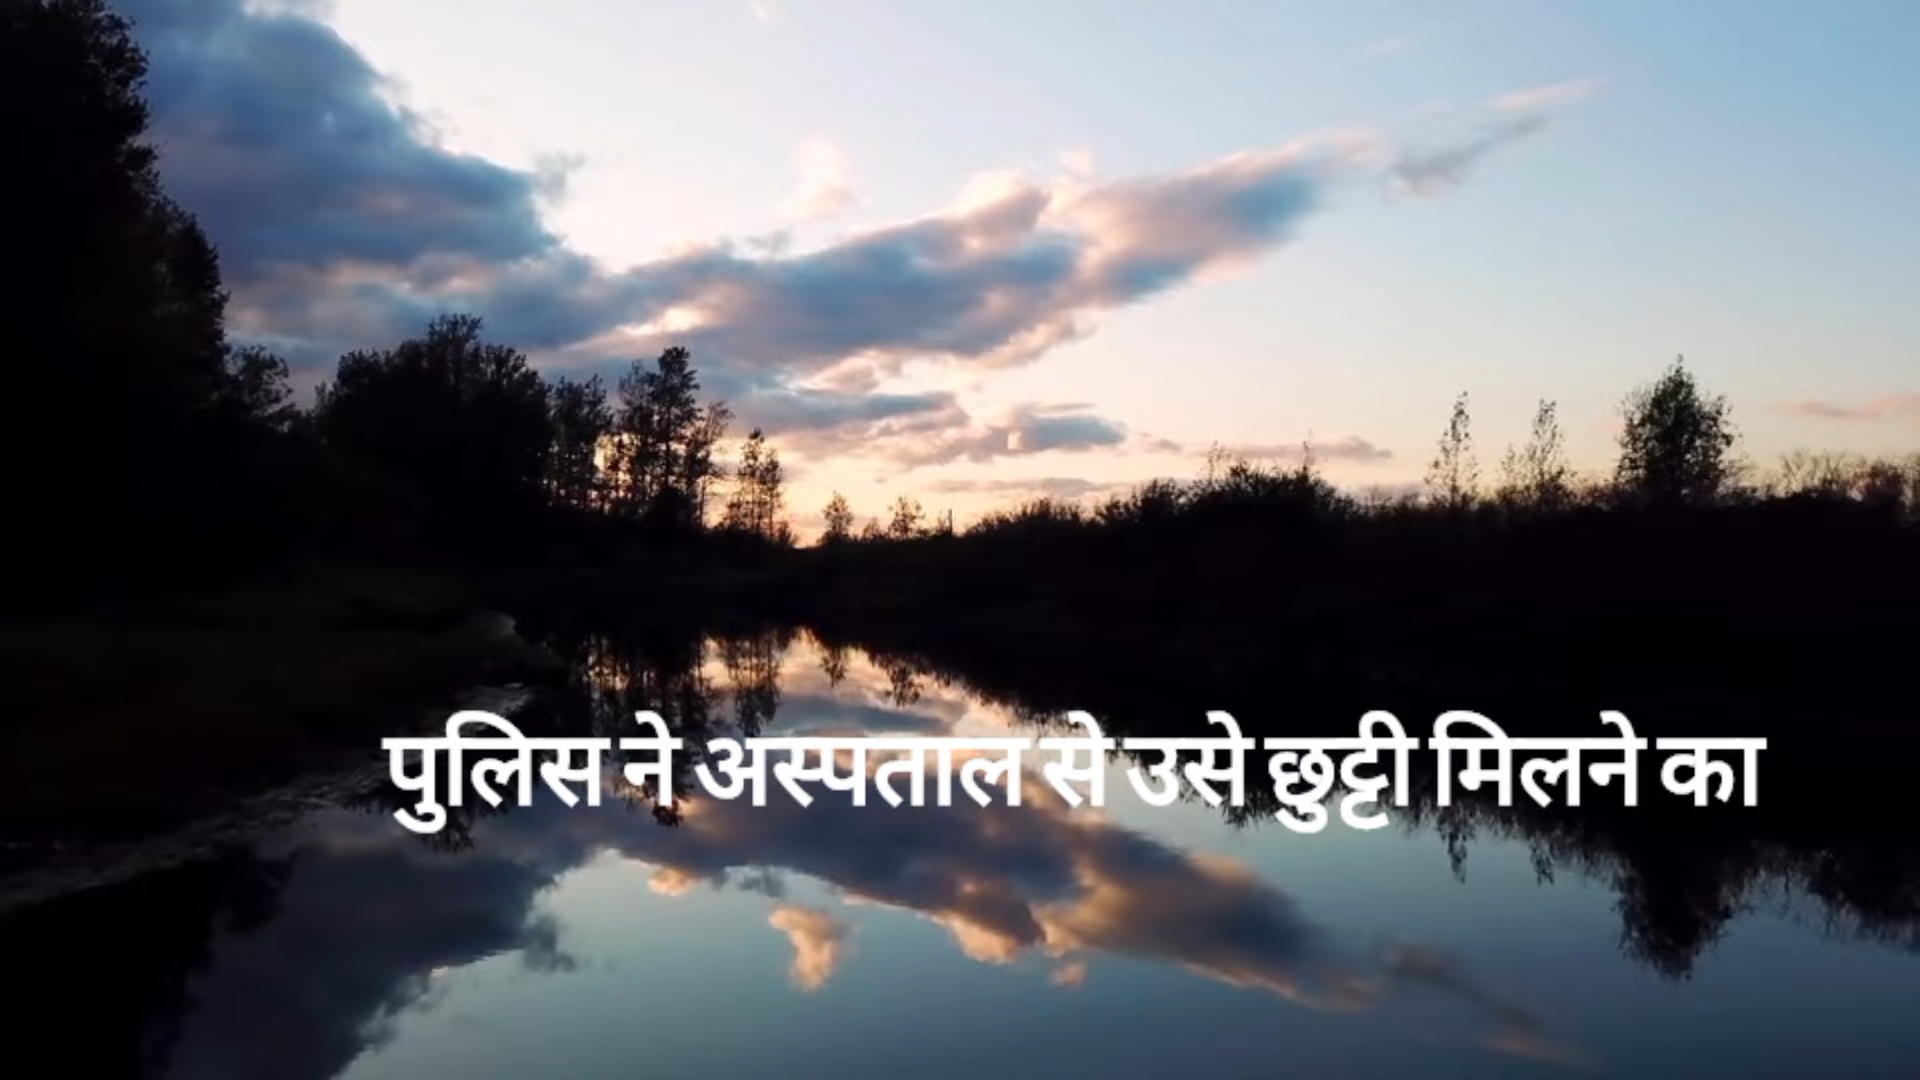 पुलिस ने अस्पताल से उसे छुट्टी मिलने का